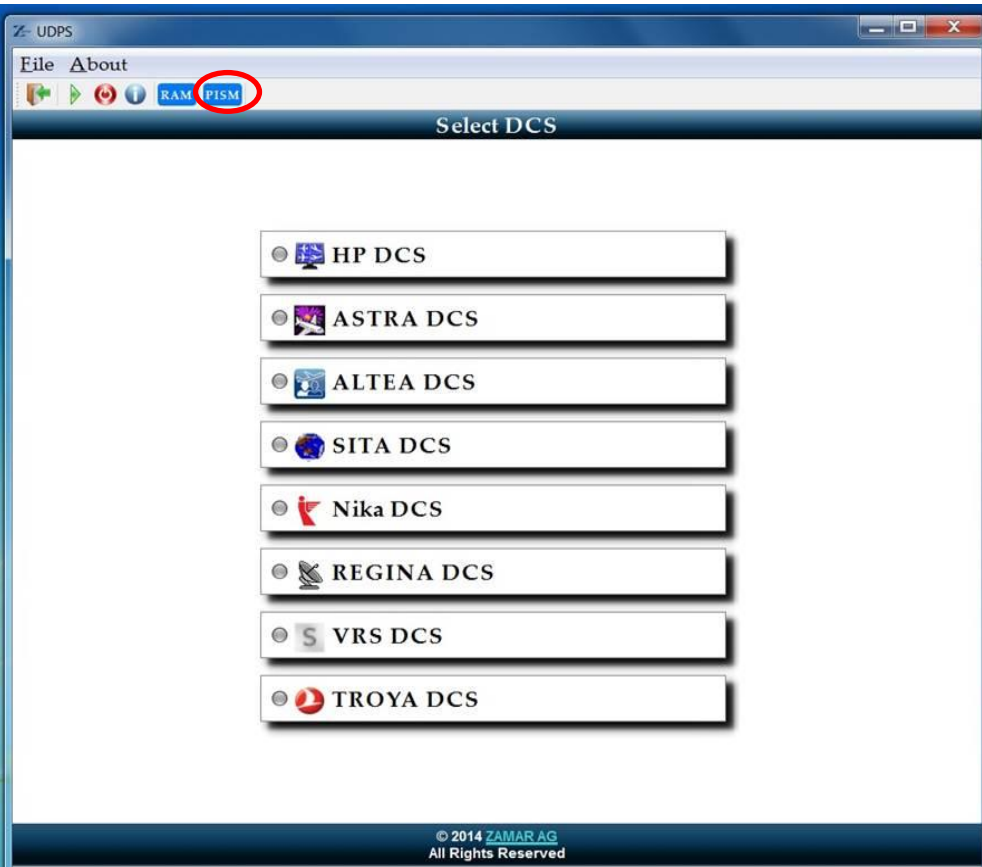 Z- UDPS
File About
RAM PISM
Select DCS
HP DCS
ASTRA DCS
ALTEA DCS
SITA DCS
Nika DCS
REGINA DCS
S VRS DCS
TROYA DCS
© 2014 ZAMAR AG
All Rights Reserved